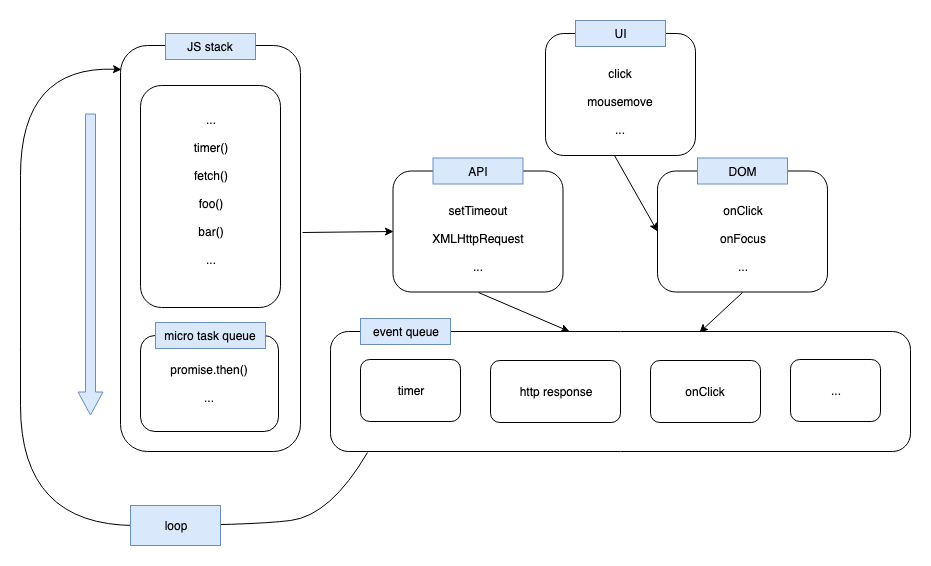 JS stack
...
timer()
fetch()
foo()
bar()
...
micro task queue
promise.then()
...
UI
click
mousemove
...
API
setTimeout
XMLHttpRequest
...
DOM
onClick
onFocus
...
event queue
timer
http response
onClick
...
loop